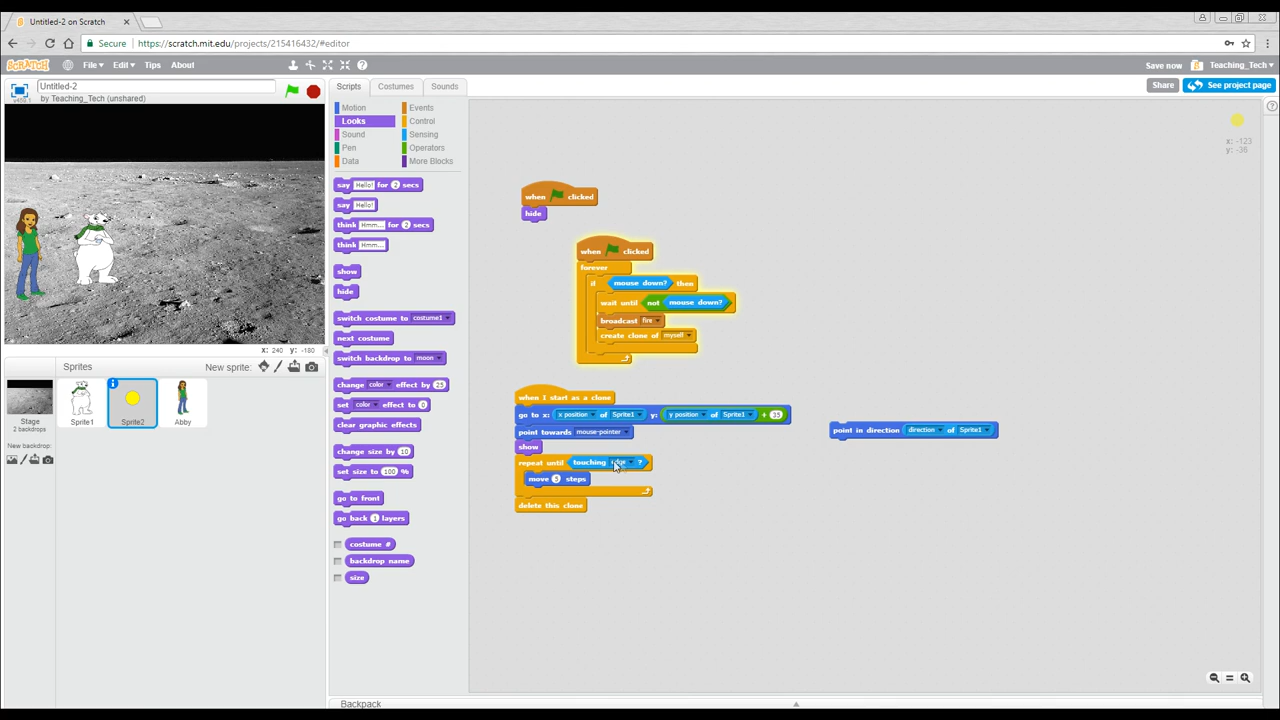 Untitled-2 on Scratch
Secure https://scratch.mit.edu/projects/215416432/#editor
SCRATCH File Edit Tips About Save now Teaching_Tech
Untitled-2
by Teaching_Tech (unshared)
v459.1
Scripts Costumes Sounds
Share See project page
Motion Events
Looks Control
Sound Sensing
Pen Operators
Data More Blocks
x: -123
y: -36
say Hello! for 2 secs
say Hello!
think Hmm... for 2 secs
think Hmm...
show
hide
switch costume to costume1
next costume
switch backdrop to moon
change color effect by 25
set color effect to 0
clear graphic effects
change size by 10
set size to 100 %
go to front
go back 1 layers
costume #
backdrop name
size
when clicked
hide
when clicked
forever
if mouse down? then
wait until not mouse down?
broadcast fire
create clone of myself
when I start as a clone
go to x: x position of Sprite1 y: y position of Sprite1 + 35
point towards mouse-pointer
show
repeat until touching edge ?
move 5 steps
delete this clone
point in direction direction of Sprite1
x: 240 y: -180
Sprites New sprite:
Stage
2 backdrops
New backdrop:
Sprite1
Sprite2
Abby
Backpack